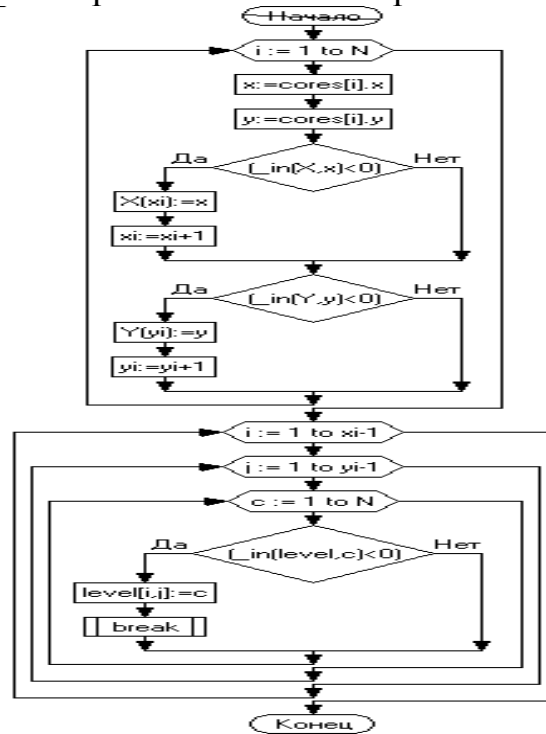 Начало
i := 1 to N
x:=cores[i].x
y:=cores[i].y
Да
(_in(X,x)<0)
Нет
X(xi):=x
xi:=xi+1
Да
(_in(Y,y)<0)
Нет
Y(yi):=y
yi:=yi+1
i := 1 to xi-1
j := 1 to yi-1
c := 1 to N
Да
(_in(level,c)<0)
Нет
level[i,j]:=c
break
Конец